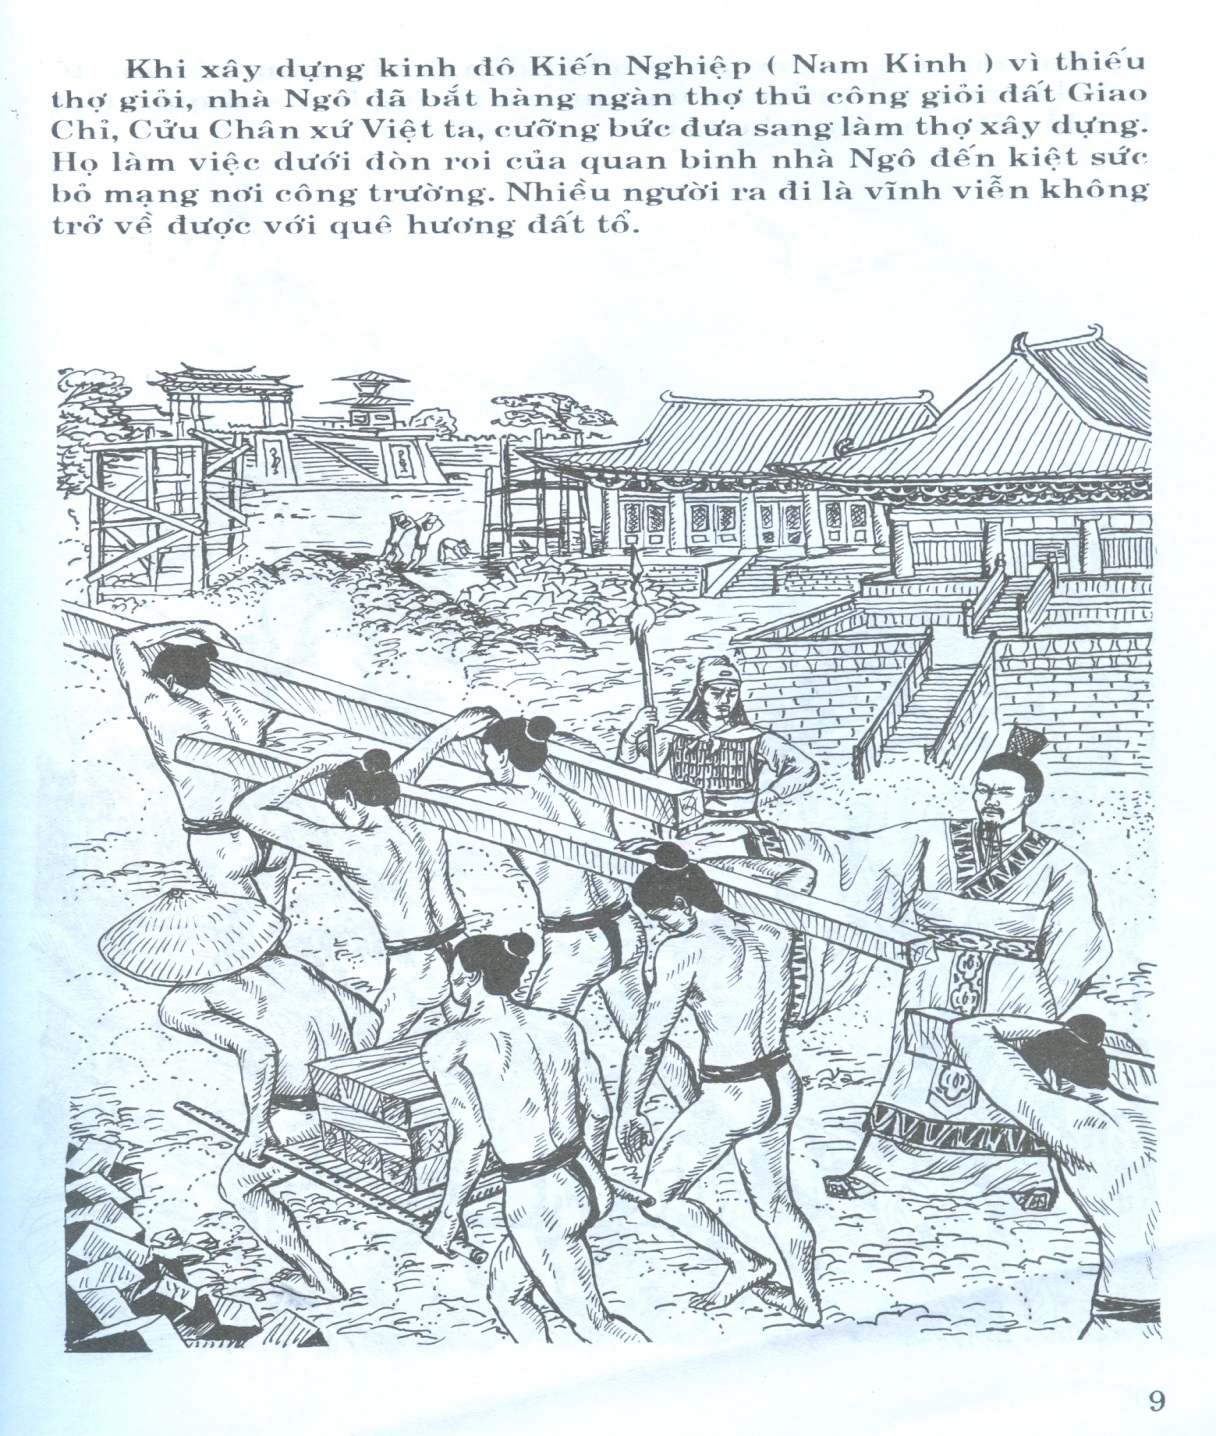 Khi xây dựng kinh đô Kiến Nghiệp ( Nam Kinh ) vì thiếu
thợ giỏi, nhà Ngô đã bắt hàng ngàn thợ thủ công giỏi đất Giao
Chỉ, Cửu Chân xứ Việt ta, cưỡng bức đưa sang làm thợ xây dựng.
Họ làm việc dưới đòn roi của quan binh nhà Ngô đến kiệt sức
bỏ mạng nơi công trường. Nhiều người ra đi là vĩnh viễn không
trở về được với quê hương đất tổ.
9